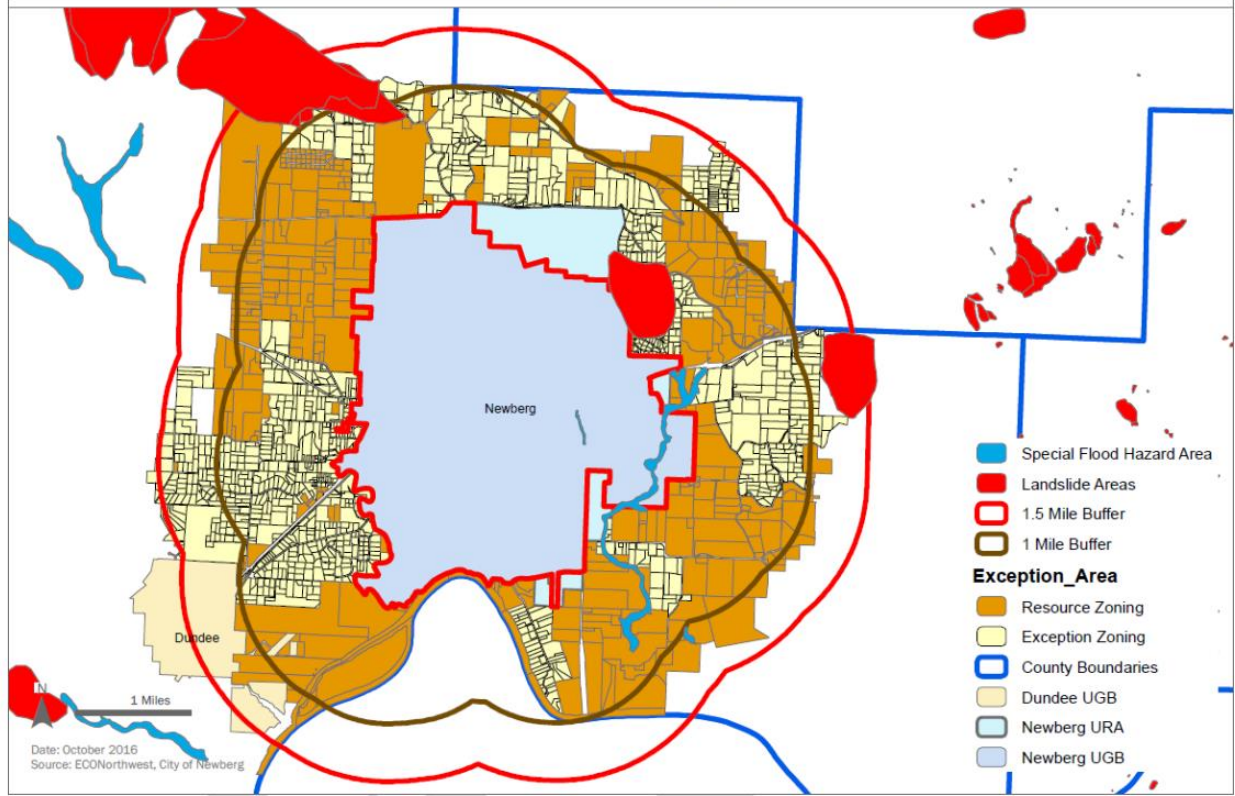 Newberg
Special Flood Hazard Area
Landslide Areas
1.5 Mile Buffer
1 Mile Buffer
Exception_Area
Resource Zoning
Exception Zoning
County Boundaries
Dundee UGB
Newberg URA
Newberg UGB
Dundee
N
1 Miles
Date: October 2016
Source: ECONorthwest, City of Newberg